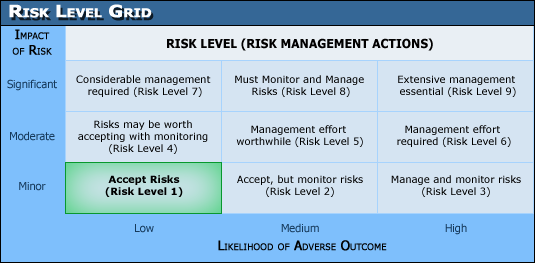 RISK LEVEL GRID
IMPACT
OF RISK
RISK LEVEL (RISK MANAGEMENT ACTIONS)
Significant
Considerable management
required (Risk Level 7)
Must Monitor and Manage
Risks (Risk Level 8)
Extensive management
essential (Risk Level 9)
Moderate
Risks may be worth
accepting with monitoring
(Risk Level 4)
Management effort
worthwhile (Risk Level 5)
Management effort
required (Risk Level 6)
Minor
Accept Risks
(Risk Level 1)
Accept, but monitor risks
(Risk Level 2)
Manage and monitor risks
(Risk Level 3)
Low
Medium
High
LIKELIHOOD OF ADVERSE OUTCOME